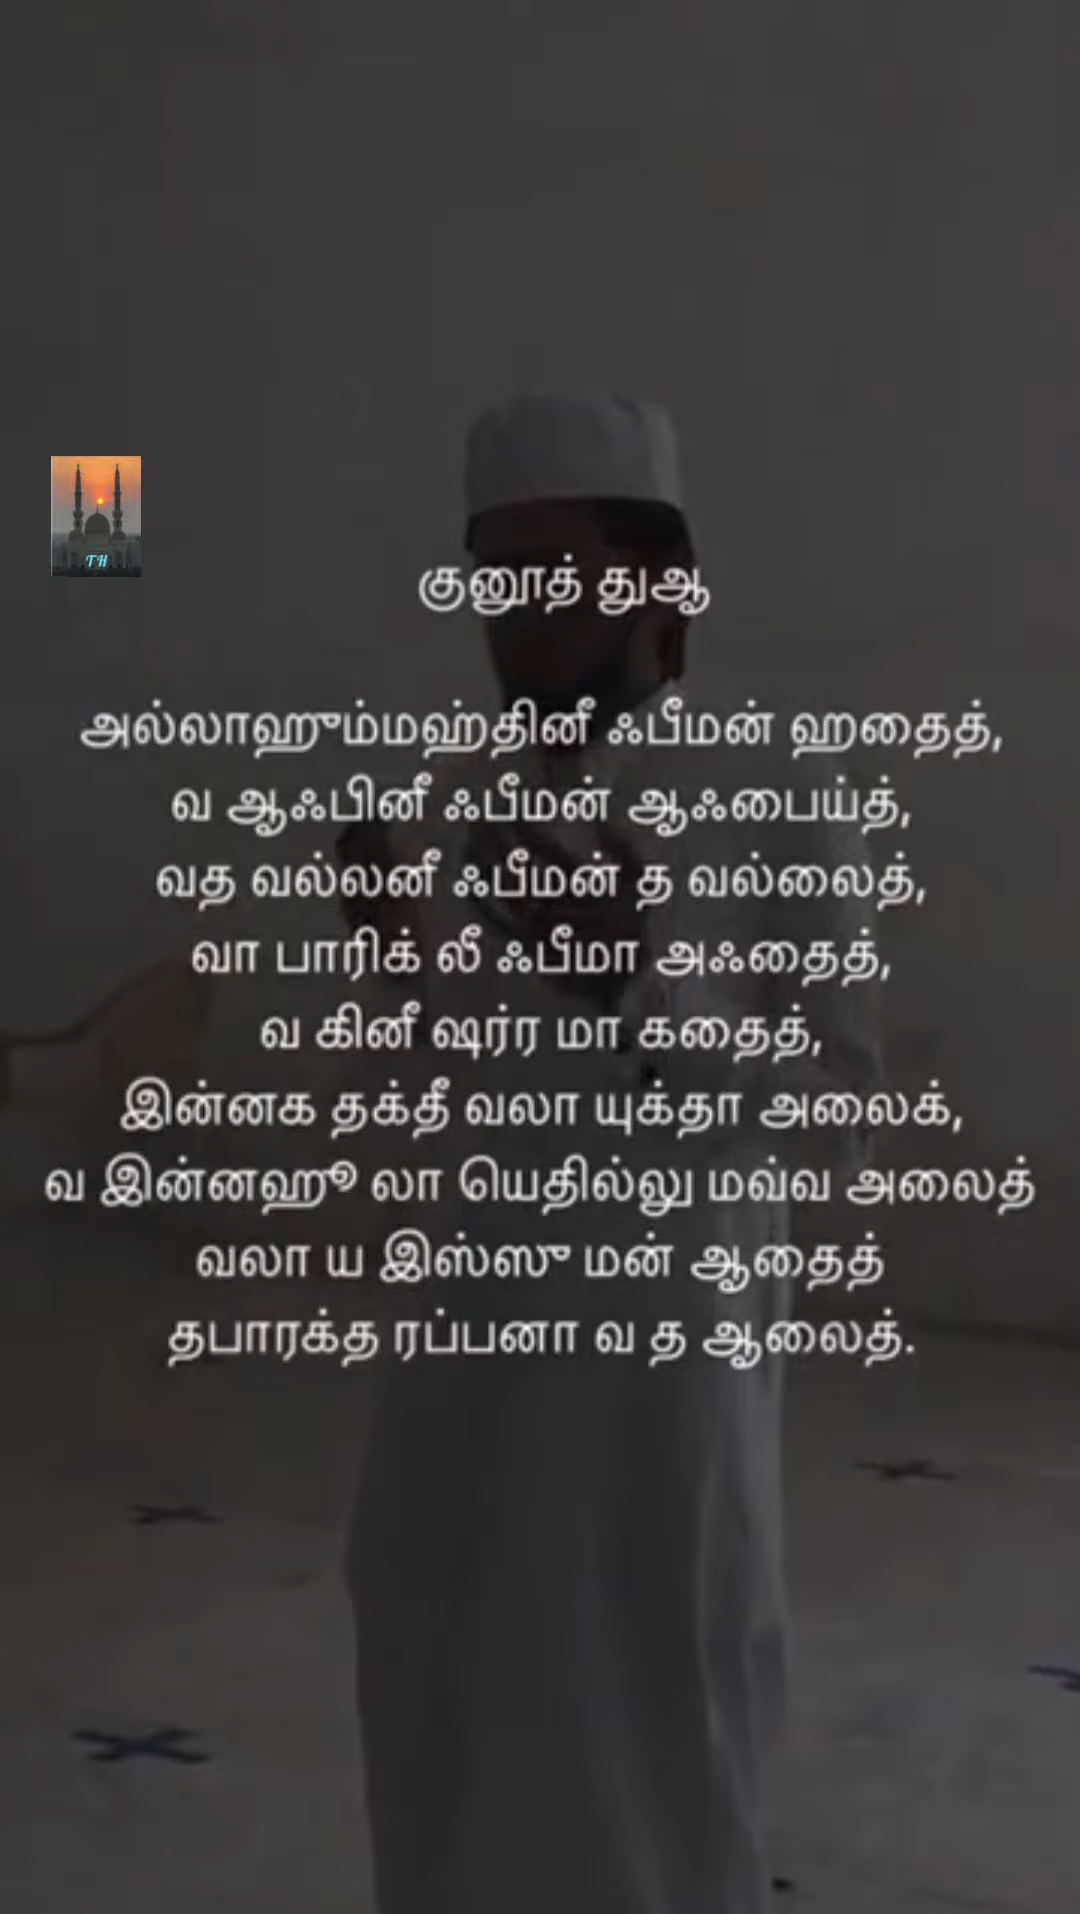 TH
குனூத் துஆ
அல்லாஹும்மஹ்தினீ ஃபீமன் ஹதைத்,
வ ஆஃபினீ ஃபீமன் ஆஃபைய்த்,
வத வல்லனீ ஃபீமன் த வல்லைத்,
வா பாரிக் லீ ஃபீமா அஃதைத்,
வ கினீ ஷர்ர மா கதைத்,
இன்னக தக்தீ வலா யுக்தா அலைக்,
வ இன்னஹூ லா யெதில்லு மவ்வ அலைத்
வலா ய இஸ்ஸு மன் ஆதைத்
தபாரக்த ரப்பனா வ த ஆலைத்.